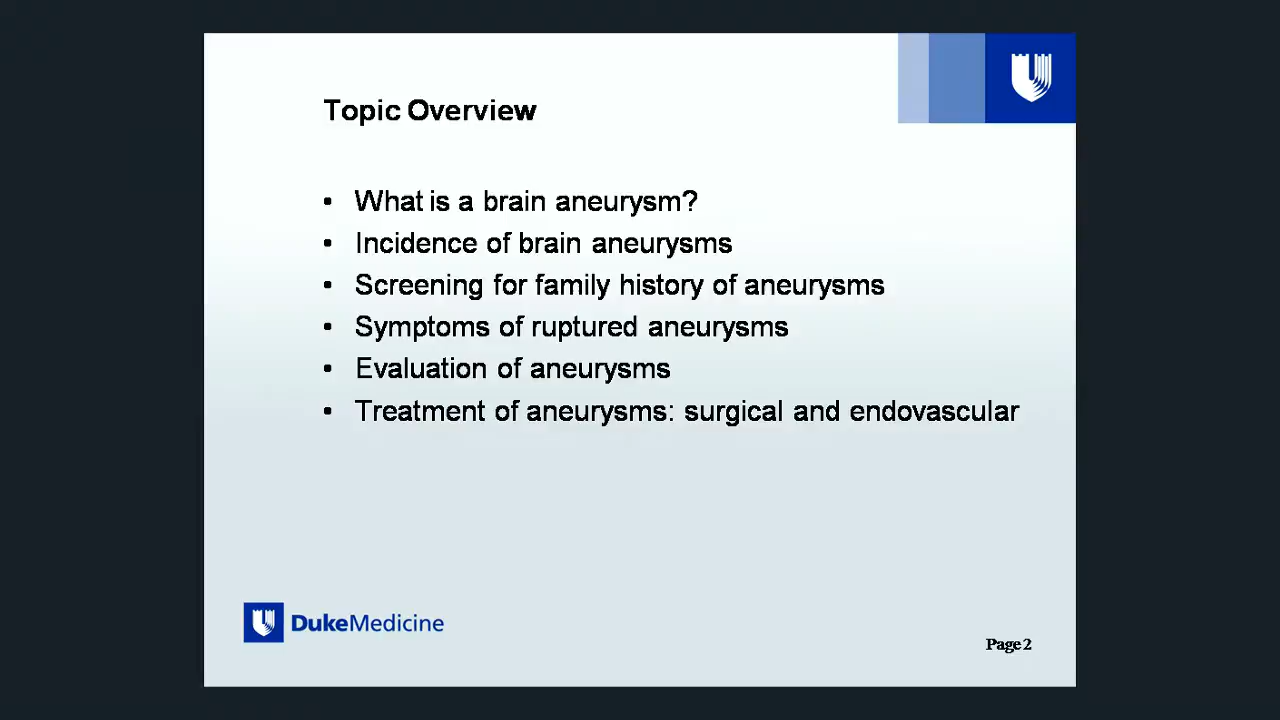 Topic Overview
• What is a brain aneurysm?
• Incidence of brain aneurysms
• Screening for family history of aneurysms
• Symptoms of ruptured aneurysms
• Evaluation of aneurysms
• Treatment of aneurysms: surgical and endovascular
DukeMedicine
Page 2